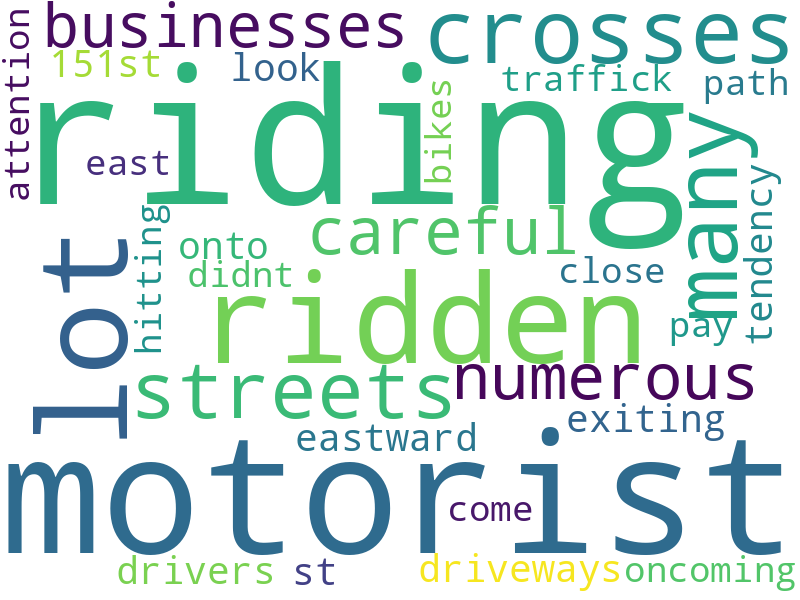 attention
businesses
crosses
151st
look
traffick
path
riding
bikes
many
east
tendency
hitting
careful
onto
didnt
close
lot
ridden
pay
streets
numerous
exiting
eastward
motorist
come
drivers
st
driveways
oncoming